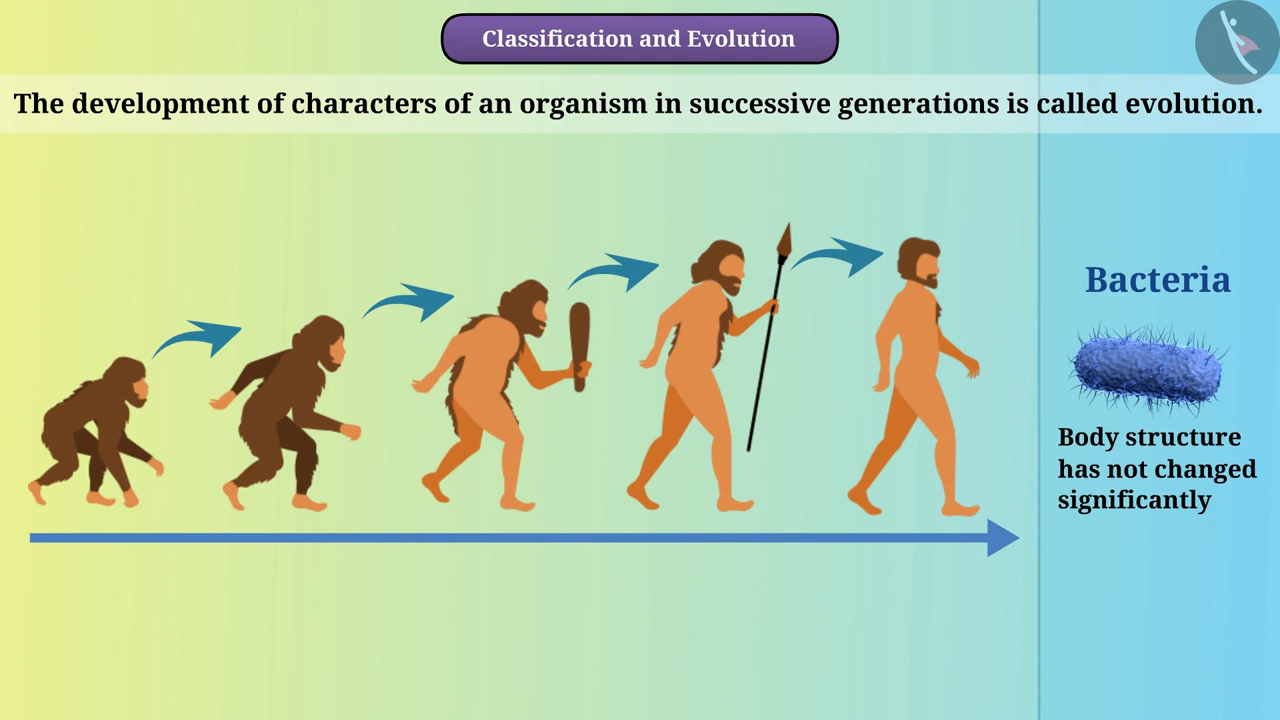 Classification and Evolution
The development of characters of an organism in successive generations is called evolution.
Bacteria
Body structure
has not changed
significantly